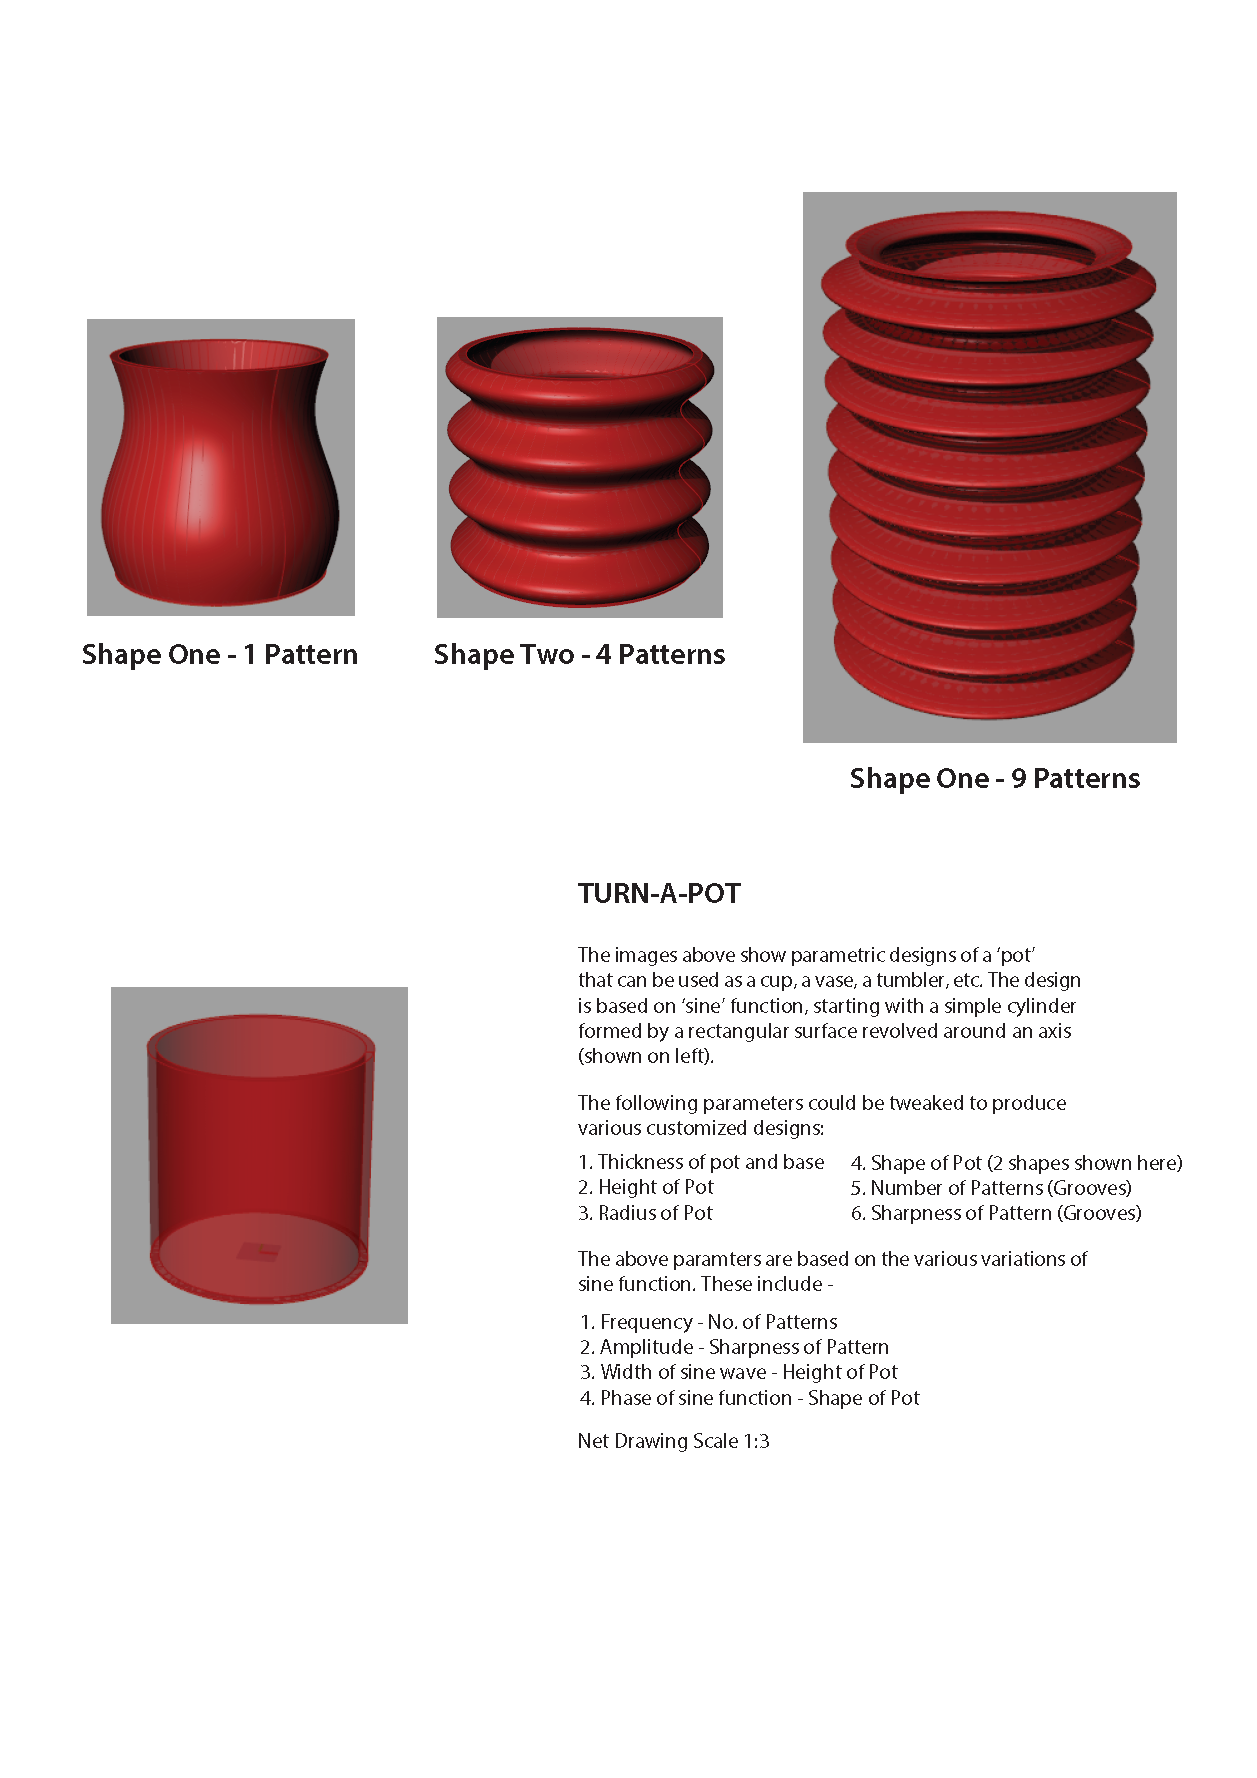 Shape One - 1 Pattern
Shape Two - 4 Patterns
Shape One - 9 Patterns
TURN-A-POT
The images above show parametric designs of a ‘pot’
that can be used as a cup, a vase, a tumbler, etc. The design
is based on ‘sine’ function, starting with a simple cylinder
formed by a rectangular surface revolved around an axis
(shown on left).
The following parameters could be tweaked to produce
various customized designs:
1. Thickness of pot and base
2. Height of Pot
3. Radius of Pot
4. Shape of Pot (2 shapes shown here)
5. Number of Patterns (Grooves)
6. Sharpness of Pattern (Grooves)
The above paramters are based on the various variations of
sine function. These include -
1. Frequency - No. of Patterns
2. Amplitude - Sharpness of Pattern
3. Width of sine wave - Height of Pot
4. Phase of sine function - Shape of Pot
Net Drawing Scale 1:3